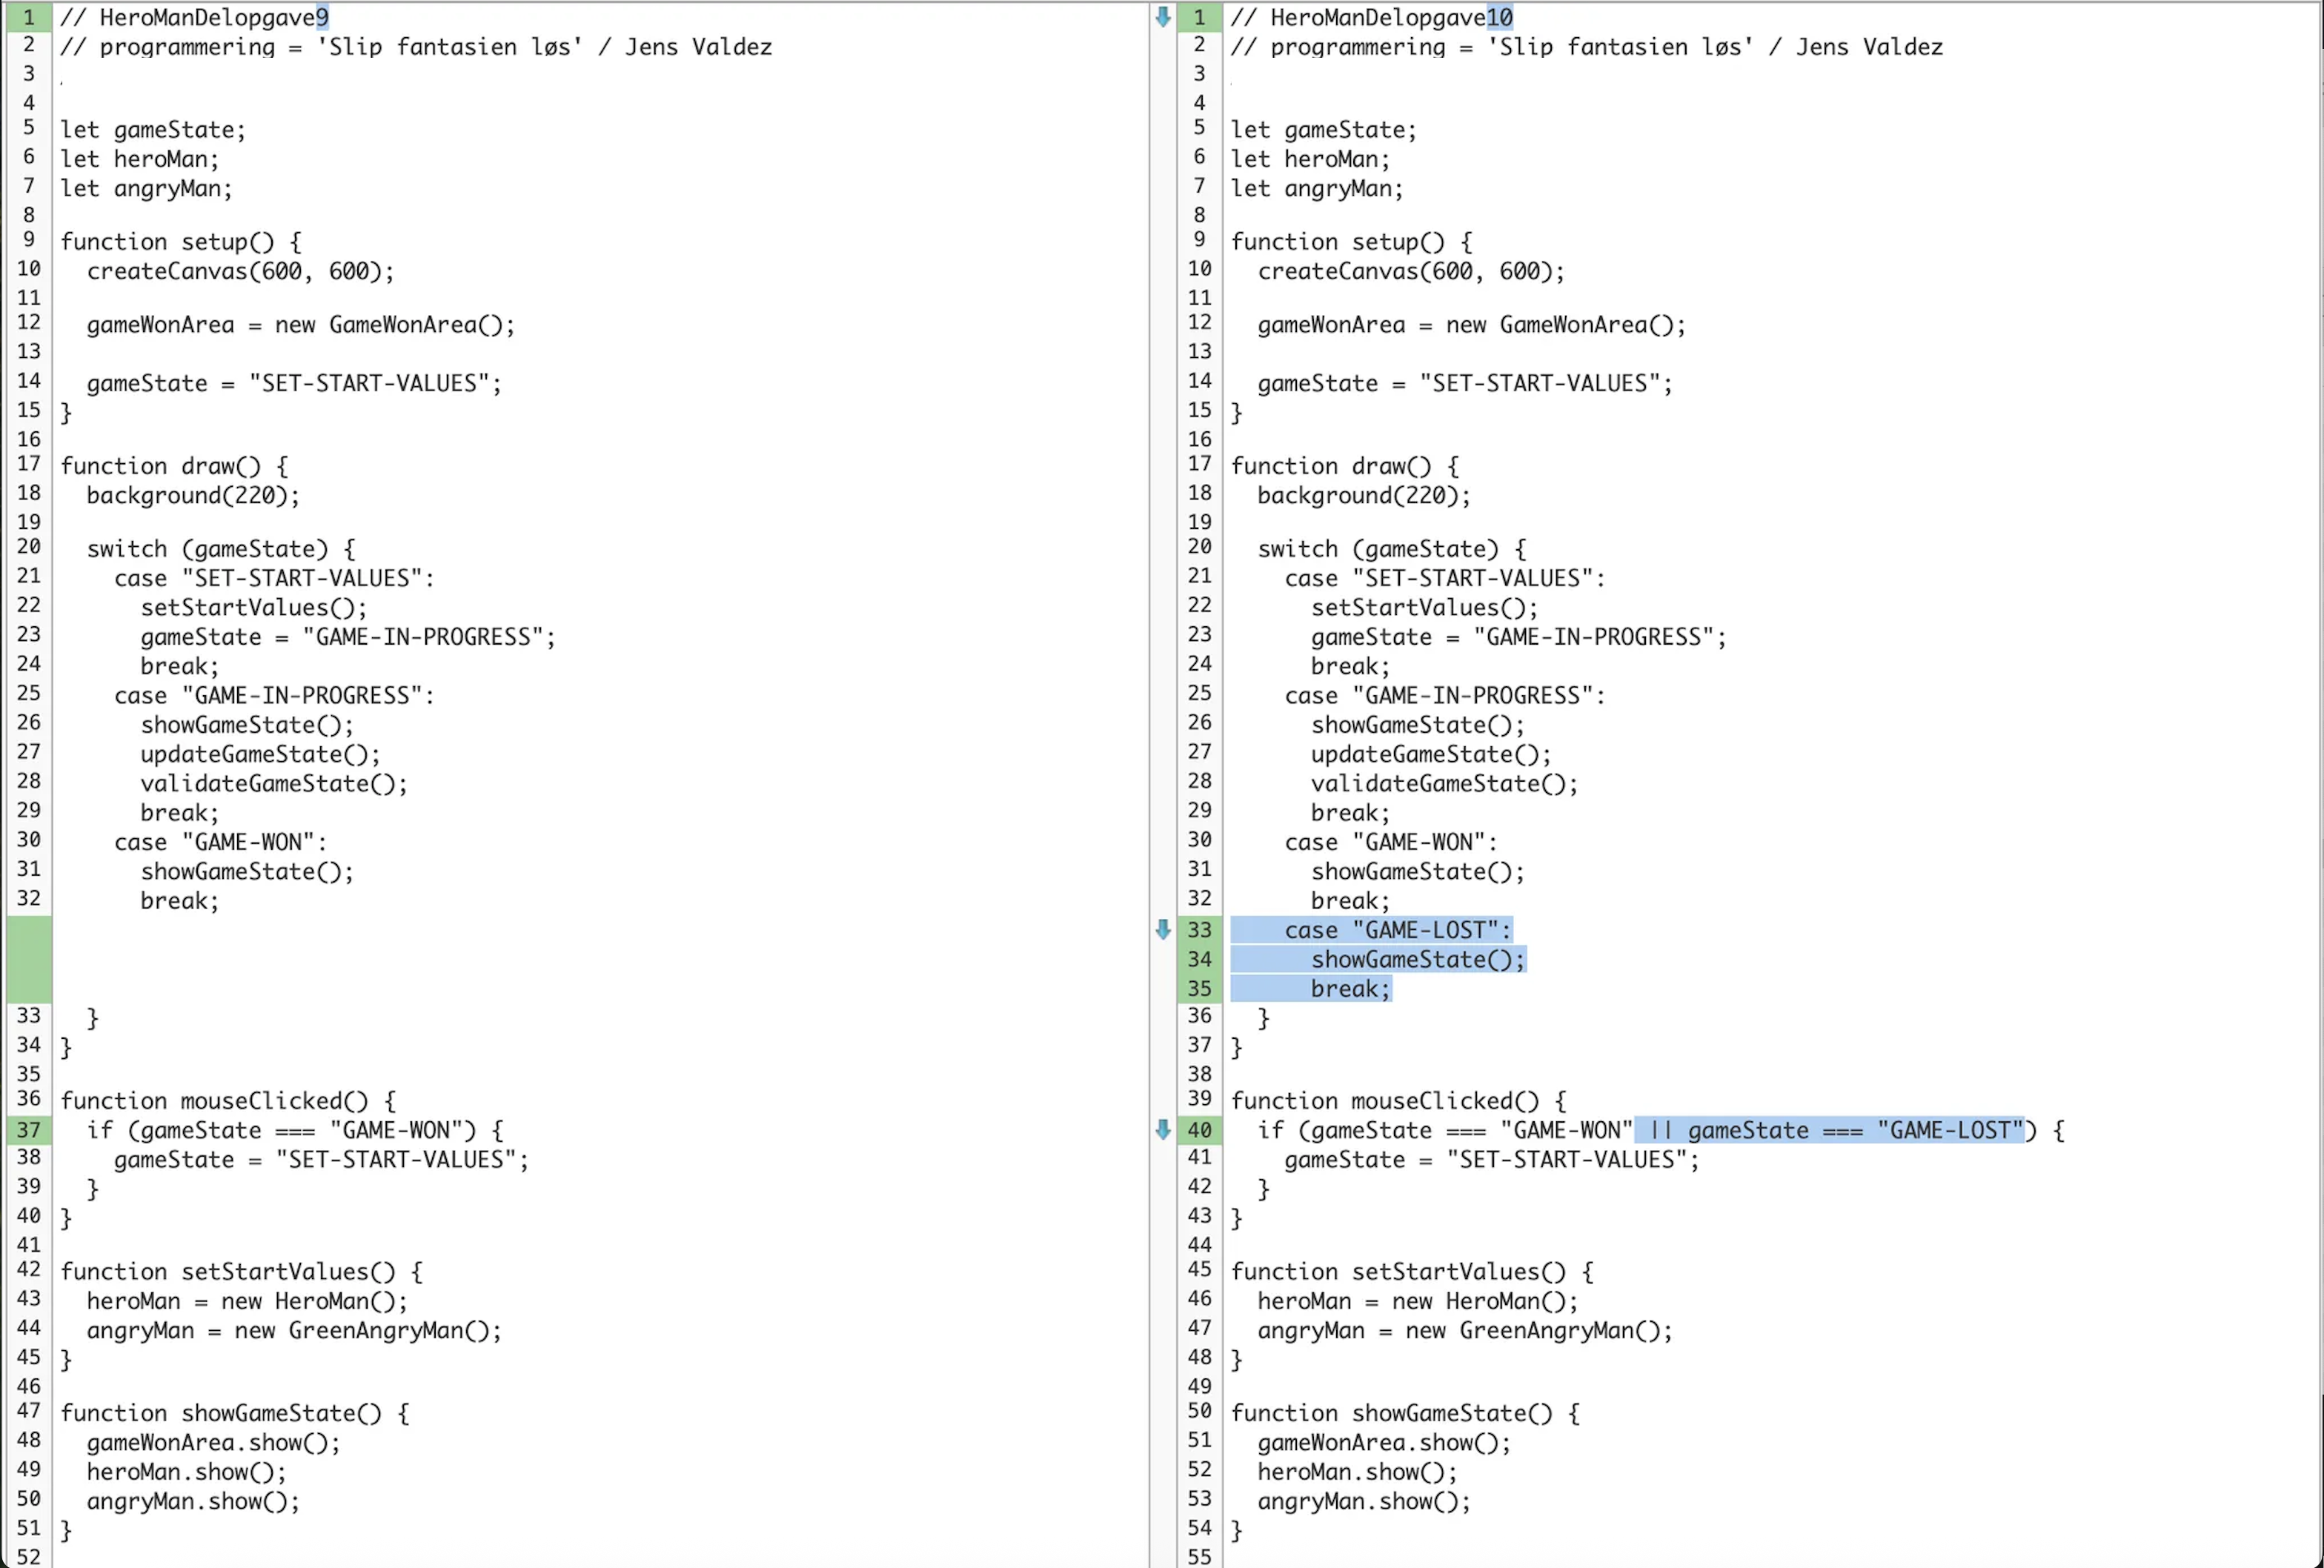 1 // HeroManDelopgave9
2 // programmering = 'Slip fantasien løs' / Jens Valdez
3
4
5 let gameState;
6 let heroMan;
7 let angryMan;
8
9 function setup() {
10   createCanvas(600, 600);
11
12   gameWonArea = new GameWonArea();
13
14   gameState = "SET-START-VALUES";
15 }
16
17 function draw() {
18   background(220);
19
20   switch (gameState) {
21     case "SET-START-VALUES":
22       setStartValues();
23       gameState = "GAME-IN-PROGRESS";
24       break;
25     case "GAME-IN-PROGRESS":
26       showGameState();
27       updateGameState();
28       validateGameState();
29       break;
30     case "GAME-WON":
31       showGameState();
32       break;
33   }
34 }
35
36 function mouseClicked() {
37   if (gameState === "GAME-WON") {
38     gameState = "SET-START-VALUES";
39   }
40 }
41
42 function setStartValues() {
43   heroMan = new HeroMan();
44   angryMan = new GreenAngryMan();
45 }
46
47 function showGameState() {
48   gameWonArea.show();
49   heroMan.show();
50   angryMan.show();
51 }
52
1 // HeroManDelopgave10
2 // programmering = 'Slip fantasien løs' / Jens Valdez
3
4
5 let gameState;
6 let heroMan;
7 let angryMan;
8
9 function setup() {
10   createCanvas(600, 600);
11
12   gameWonArea = new GameWonArea();
13
14   gameState = "SET-START-VALUES";
15 }
16
17 function draw() {
18   background(220);
19
20   switch (gameState) {
21     case "SET-START-VALUES":
22       setStartValues();
23       gameState = "GAME-IN-PROGRESS";
24       break;
25     case "GAME-IN-PROGRESS":
26       showGameState();
27       updateGameState();
28       validateGameState();
29       break;
30     case "GAME-WON":
31       showGameState();
32       break;
33     case "GAME-LOST":
34       showGameState();
35       break;
36   }
37 }
38
39 function mouseClicked() {
40   if (gameState === "GAME-WON" || gameState === "GAME-LOST") {
41     gameState = "SET-START-VALUES";
42   }
43 }
44
45 function setStartValues() {
46   heroMan = new HeroMan();
47   angryMan = new GreenAngryMan();
48 }
49
50 function showGameState() {
51   gameWonArea.show();
52   heroMan.show();
53   angryMan.show();
54 }
55